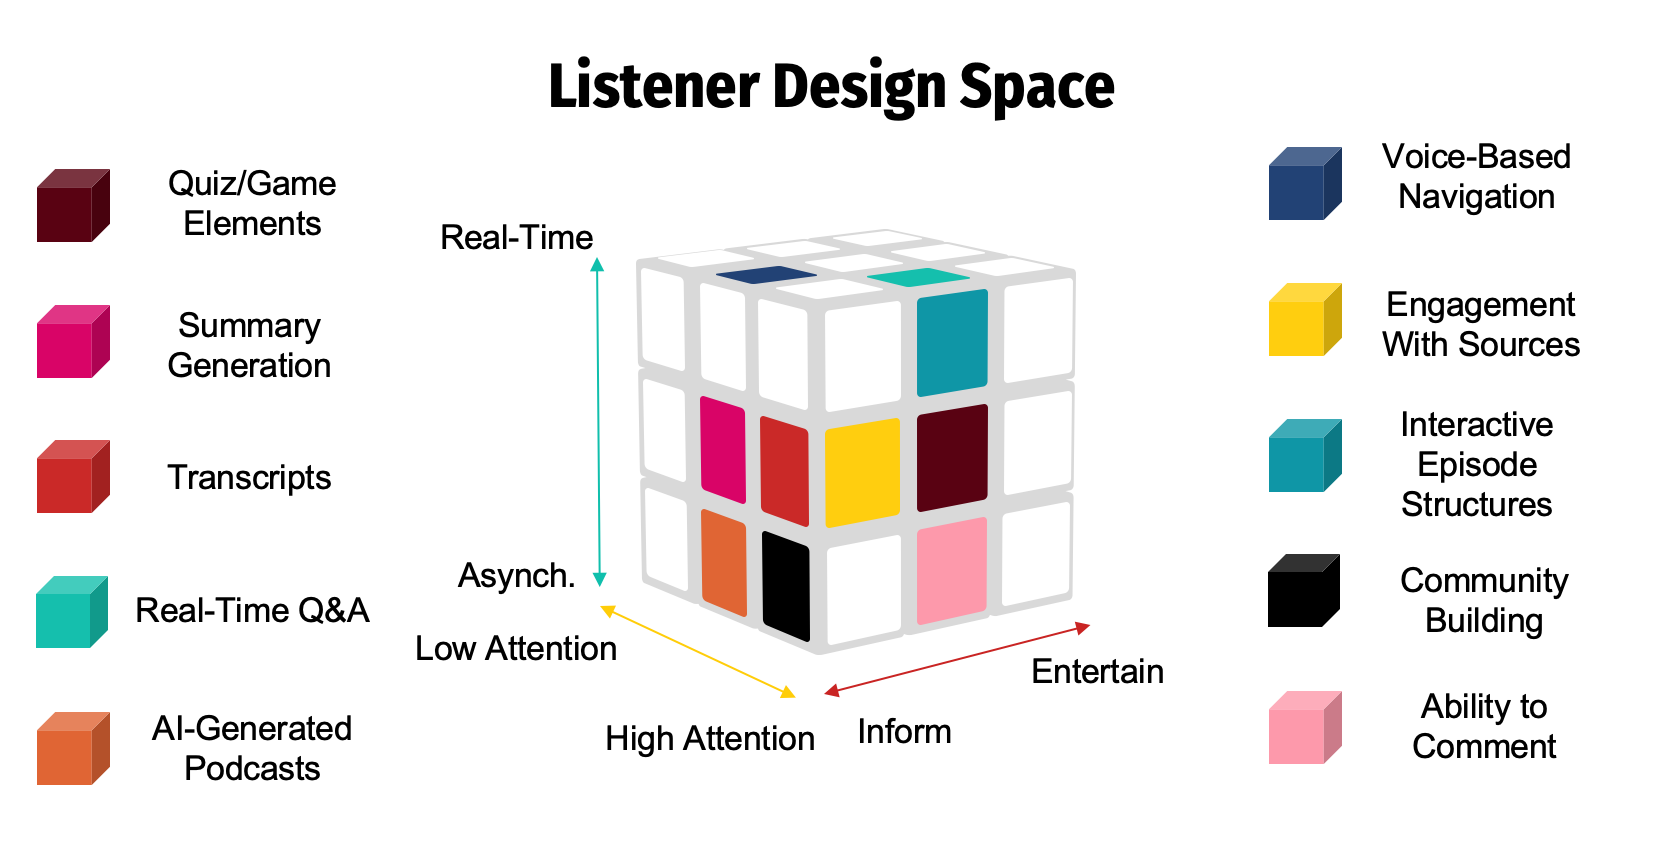 Listener Design Space
Quiz/Game
Elements
Summary
Generation
Transcripts
Real-Time Q&A
AI-Generated
Podcasts
Real-Time
Asynch.
Low Attention
High Attention
Inform
Entertain
Voice-Based
Navigation
Engagement
With Sources
Interactive
Episode
Structures
Community
Building
Ability to
Comment